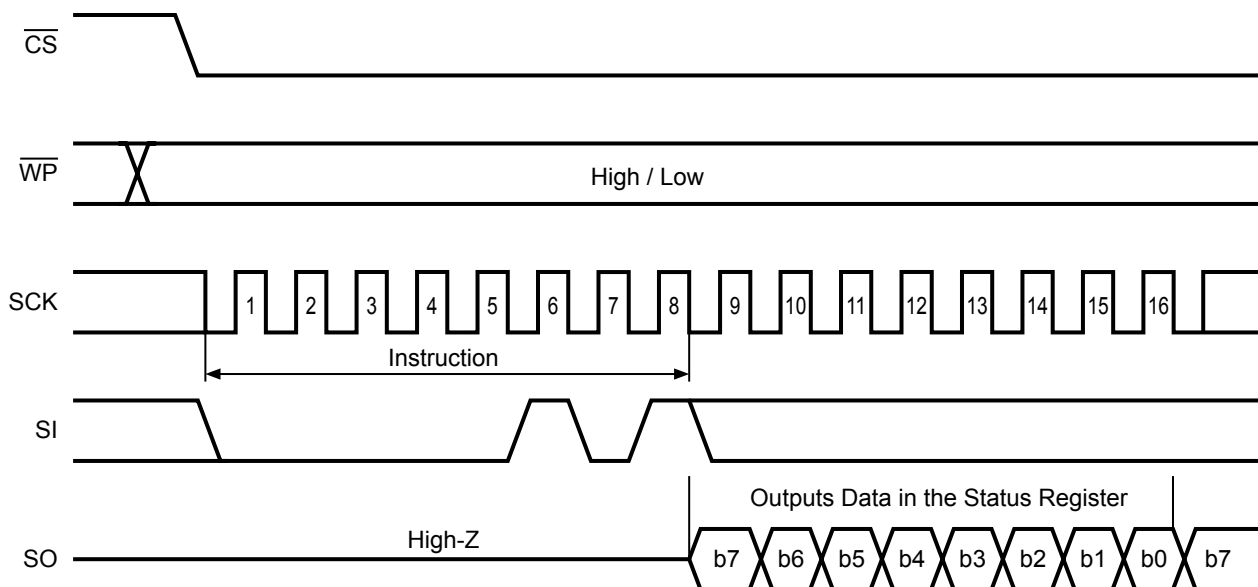 CS
WP
High / Low
SCK
1 2 3 4 5 6 7 8 9 10 11 12 13 14 15 16
Instruction
SI
Outputs Data in the Status Register
High-Z
SO
b7 b6 b5 b4 b3 b2 b1 b0 b7